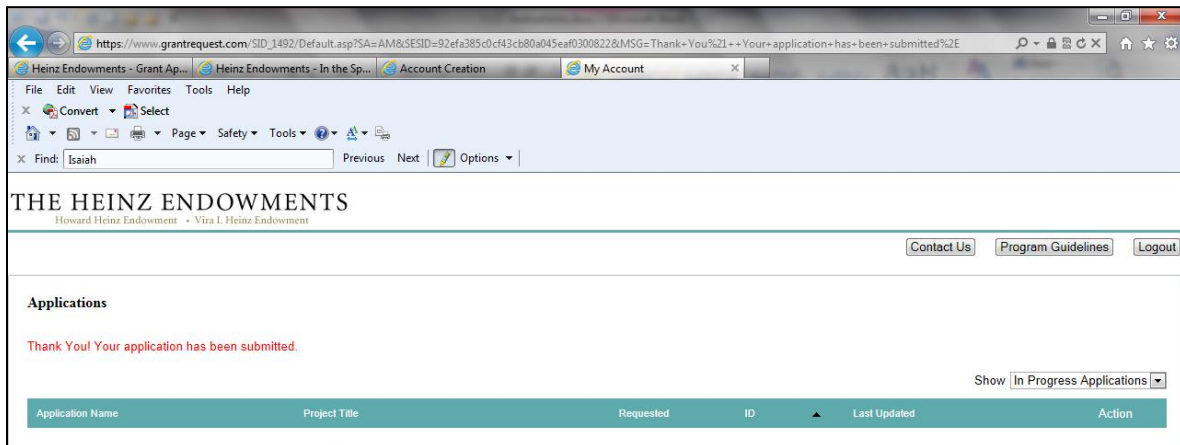 https://www.grantrequest.com/SID_1492/Default.asp?SA=AM&SESID=92efa385c0cf43cb80a045eaf0300822&MSG=Thank+You%21++Your+application+has+been+submitted%2E
Heinz Endowments - Grant Ap... Heinz Endowments - In the Sp... Account Creation My Account
File Edit View Favorites Tools Help
Convert Select
Page Safety Tools
Find: Isaiah Previous Next Options
THE HEINZ ENDOWMENTS
Howard Heinz Endowment • Vira I. Heinz Endowment
Contact Us Program Guidelines Logout
Applications
Thank You! Your application has been submitted.
Show In Progress Applications
Application Name Project Title Requested ID Last Updated Action